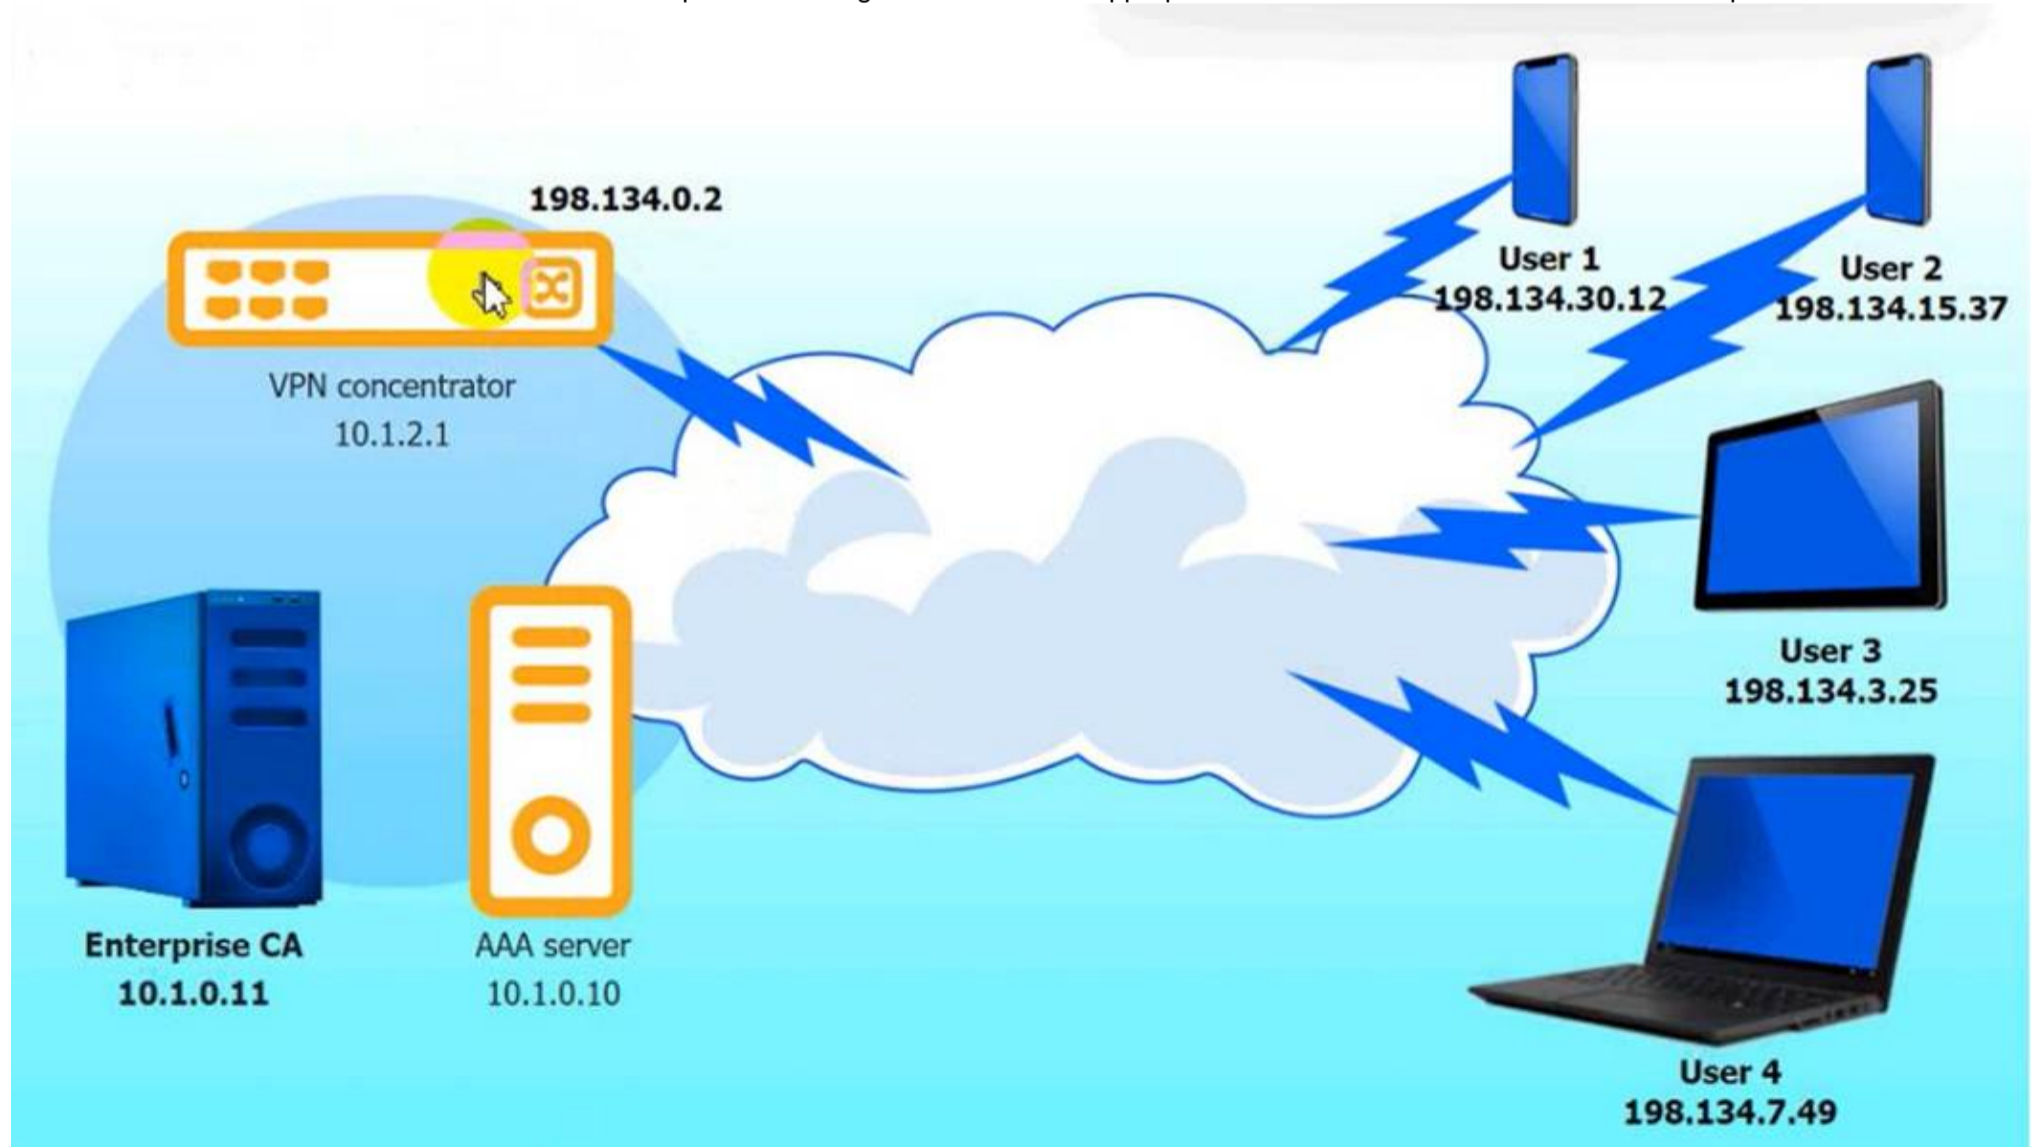 198.134.0.2
VPN concentrator
10.1.2.1
User 1
198.134.30.12
User 2
198.134.15.37
User 3
198.134.3.25
Enterprise CA
10.1.0.11
AAA server
10.1.0.10
User 4
198.134.7.49